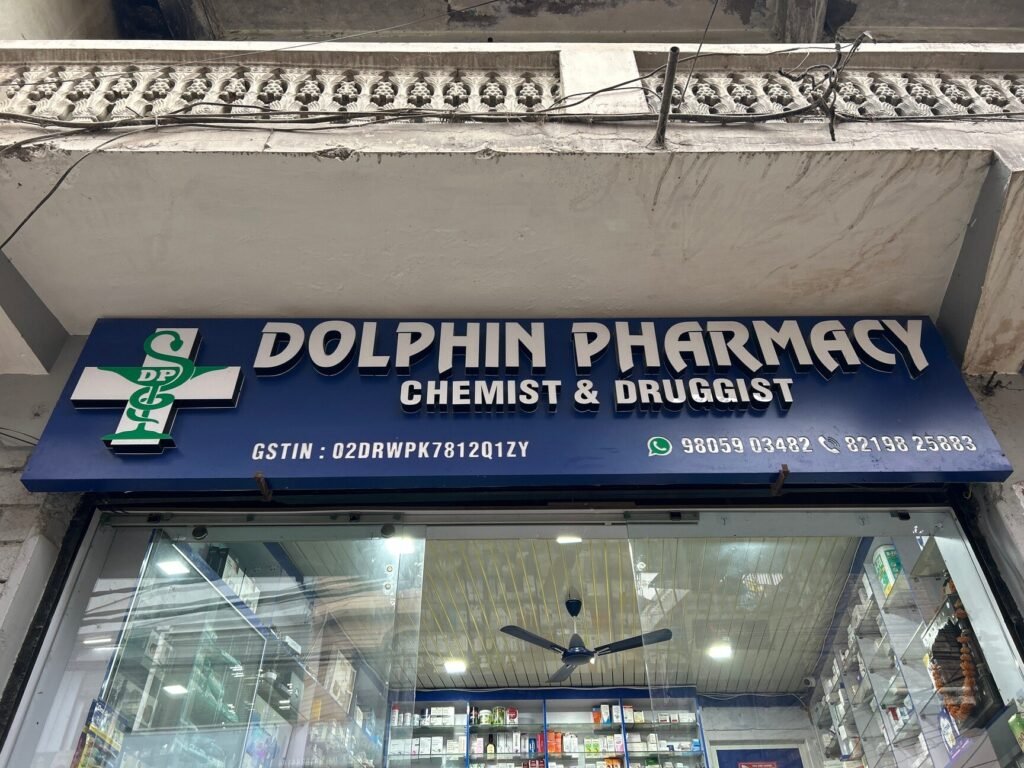 DOLPHIN PHARMACY
DP
CHEMIST & DRUGGIST
GSTIN : 02DRWPK7812Q1ZY
98059 03482 82198 25883